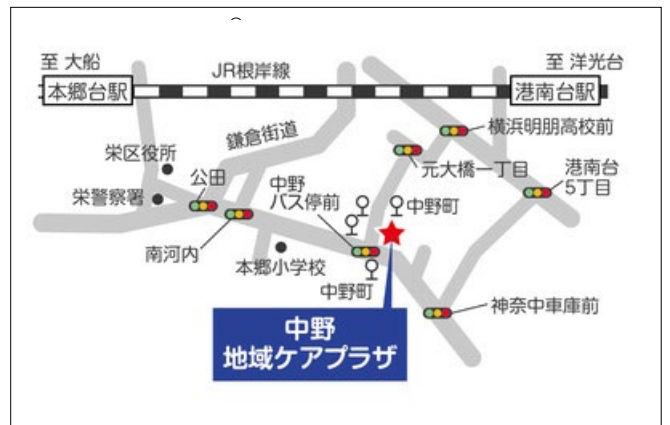 至 大船
至 洋光台
JR根岸線
本郷台駅
港南台駅
鎌倉街道
横浜明朋高校前
栄区役所
元大橋一丁目
港南台
5丁目
公田
中野
バス停前
栄警察署
中野町
南河内
本郷小学校
中野町
神奈中車庫前
中野
地域ケアプラザ